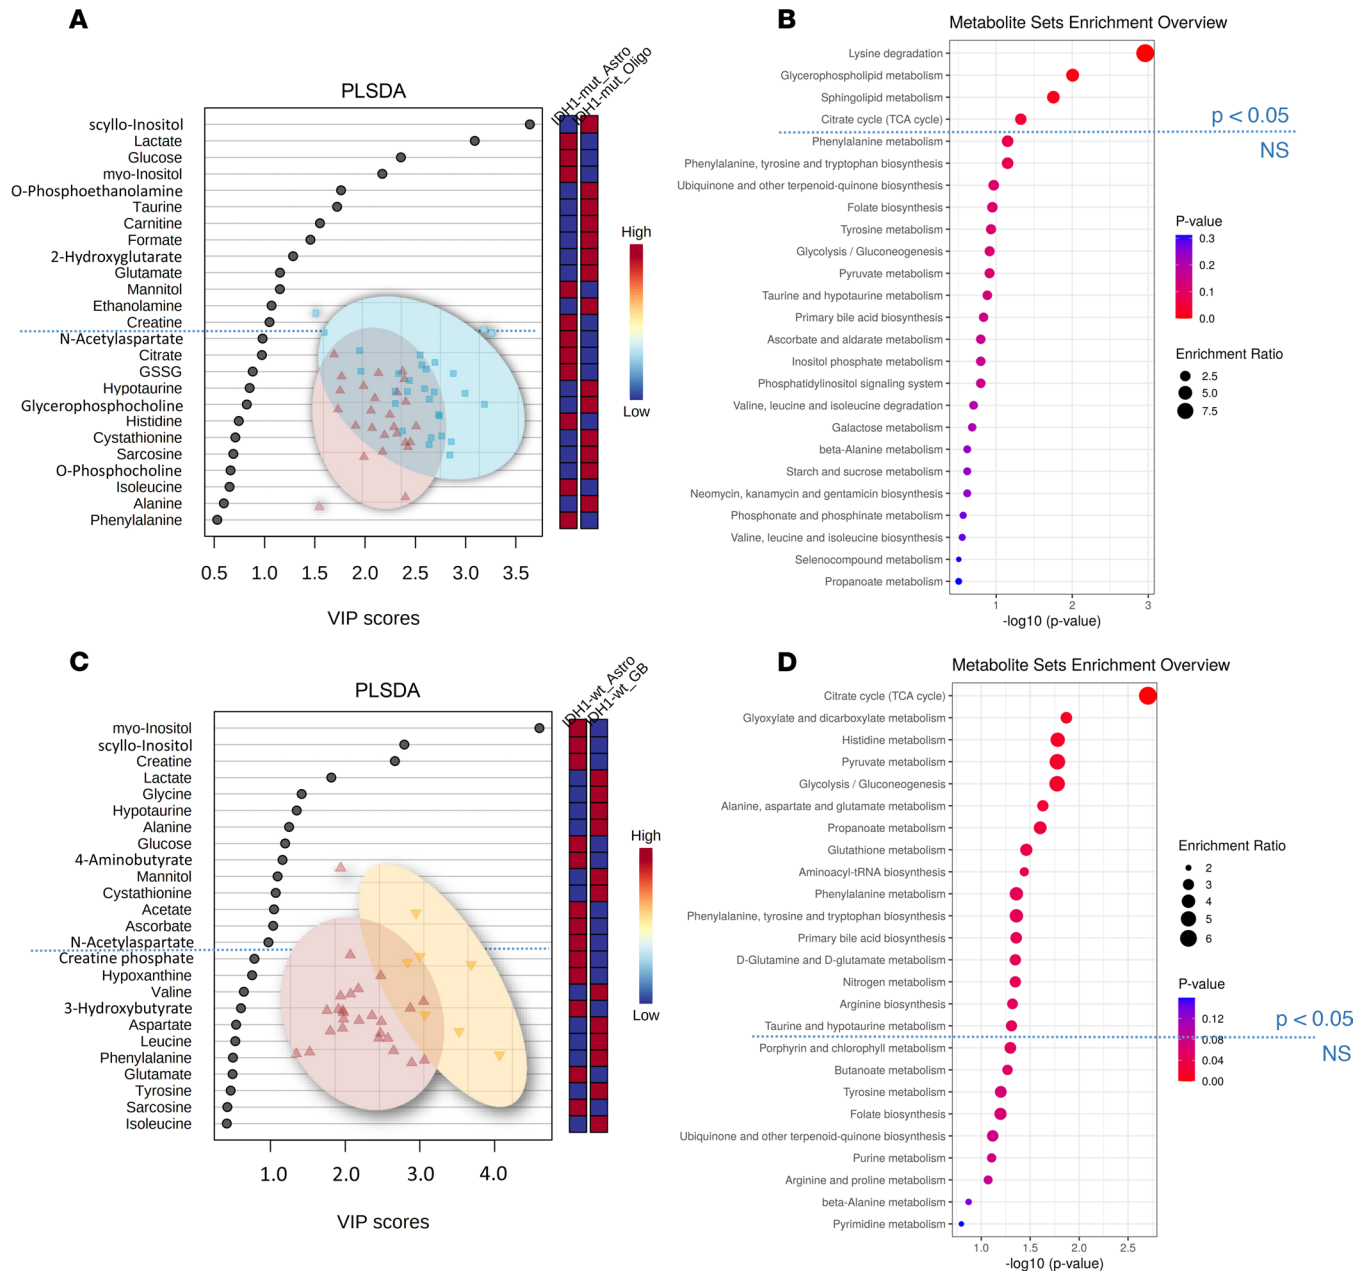 A
PLSDA
IDH1-mut_Astro
IDH1-mut_Oligo
scyllo-Inositol
Lactate
Glucose
myo-Inositol
O-Phosphoethanolamine
Taurine
Carnitine
Formate
2-Hydroxyglutarate
Glutamate
Mannitol
Ethanolamine
Creatine
N-Acetylaspartate
Citrate
GSSG
Hypotaurine
Glycerophosphocholine
Histidine
Cystathionine
Sarcosine
O-Phosphocholine
Isoleucine
Alanine
Phenylalanine
High
Low
0.5 1.0 1.5 2.0 2.5 3.0 3.5
VIP scores
B
Metabolite Sets Enrichment Overview
Lysine degradation
Glycerophospholipid metabolism
Sphingolipid metabolism
Citrate cycle (TCA cycle)
p < 0.05
NS
Phenylalanine metabolism
Phenylalanine, tyrosine and tryptophan biosynthesis
Ubiquinone and other terpenoid-quinone biosynthesis
Folate biosynthesis
Tyrosine metabolism
Glycolysis / Gluconeogenesis
Pyruvate metabolism
Taurine and hypotaurine metabolism
Primary bile acid biosynthesis
Ascorbate and aldarate metabolism
Inositol phosphate metabolism
Phosphatidylinositol signaling system
Valine, leucine and isoleucine degradation
Galactose metabolism
beta-Alanine metabolism
Starch and sucrose metabolism
Neomycin, kanamycin and gentamicin biosynthesis
Phosphonate and phosphinate metabolism
Valine, leucine and isoleucine biosynthesis
Selenocompound metabolism
Propanoate metabolism
1 2 3
-log10 (p-value)
P-value
0.3
0.2
0.1
0.0
Enrichment Ratio
2.5
5.0
7.5
C
PLSDA
IDH1-wt_Astro
IDH1-wt_GB
myo-Inositol
scyllo-Inositol
Creatine
Lactate
Glycine
Hypotaurine
Alanine
Glucose
4-Aminobutyrate
Mannitol
Cystathionine
Acetate
Ascorbate
N-Acetylaspartate
Creatine phosphate
Hypoxanthine
Valine
3-Hydroxybutyrate
Aspartate
Leucine
Phenylalanine
Glutamate
Tyrosine
Sarcosine
Isoleucine
High
Low
1.0 2.0 3.0 4.0
VIP scores
D
Metabolite Sets Enrichment Overview
Citrate cycle (TCA cycle)
Glyoxylate and dicarboxylate metabolism
Histidine metabolism
Pyruvate metabolism
Glycolysis / Gluconeogenesis
Alanine, aspartate and glutamate metabolism
Propanoate metabolism
Glutathione metabolism
Aminoacyl-tRNA biosynthesis
Phenylalanine metabolism
Phenylalanine, tyrosine and tryptophan biosynthesis
Primary bile acid biosynthesis
D-Glutamine and D-glutamate metabolism
Nitrogen metabolism
Arginine biosynthesis
Taurine and hypotaurine metabolism
Porphyrin and chlorophyll metabolism
Butanoate metabolism
Tyrosine metabolism
Folate biosynthesis
Ubiquinone and other terpenoid-quinone biosynthesis
Purine metabolism
Arginine and proline metabolism
beta-Alanine metabolism
Pyrimidine metabolism
1.0 1.5 2.0 2.5
-log10 (p-value)
Enrichment Ratio
2
3
4
5
6
P-value
0.12
0.08
0.04
0.00
p < 0.05
NS